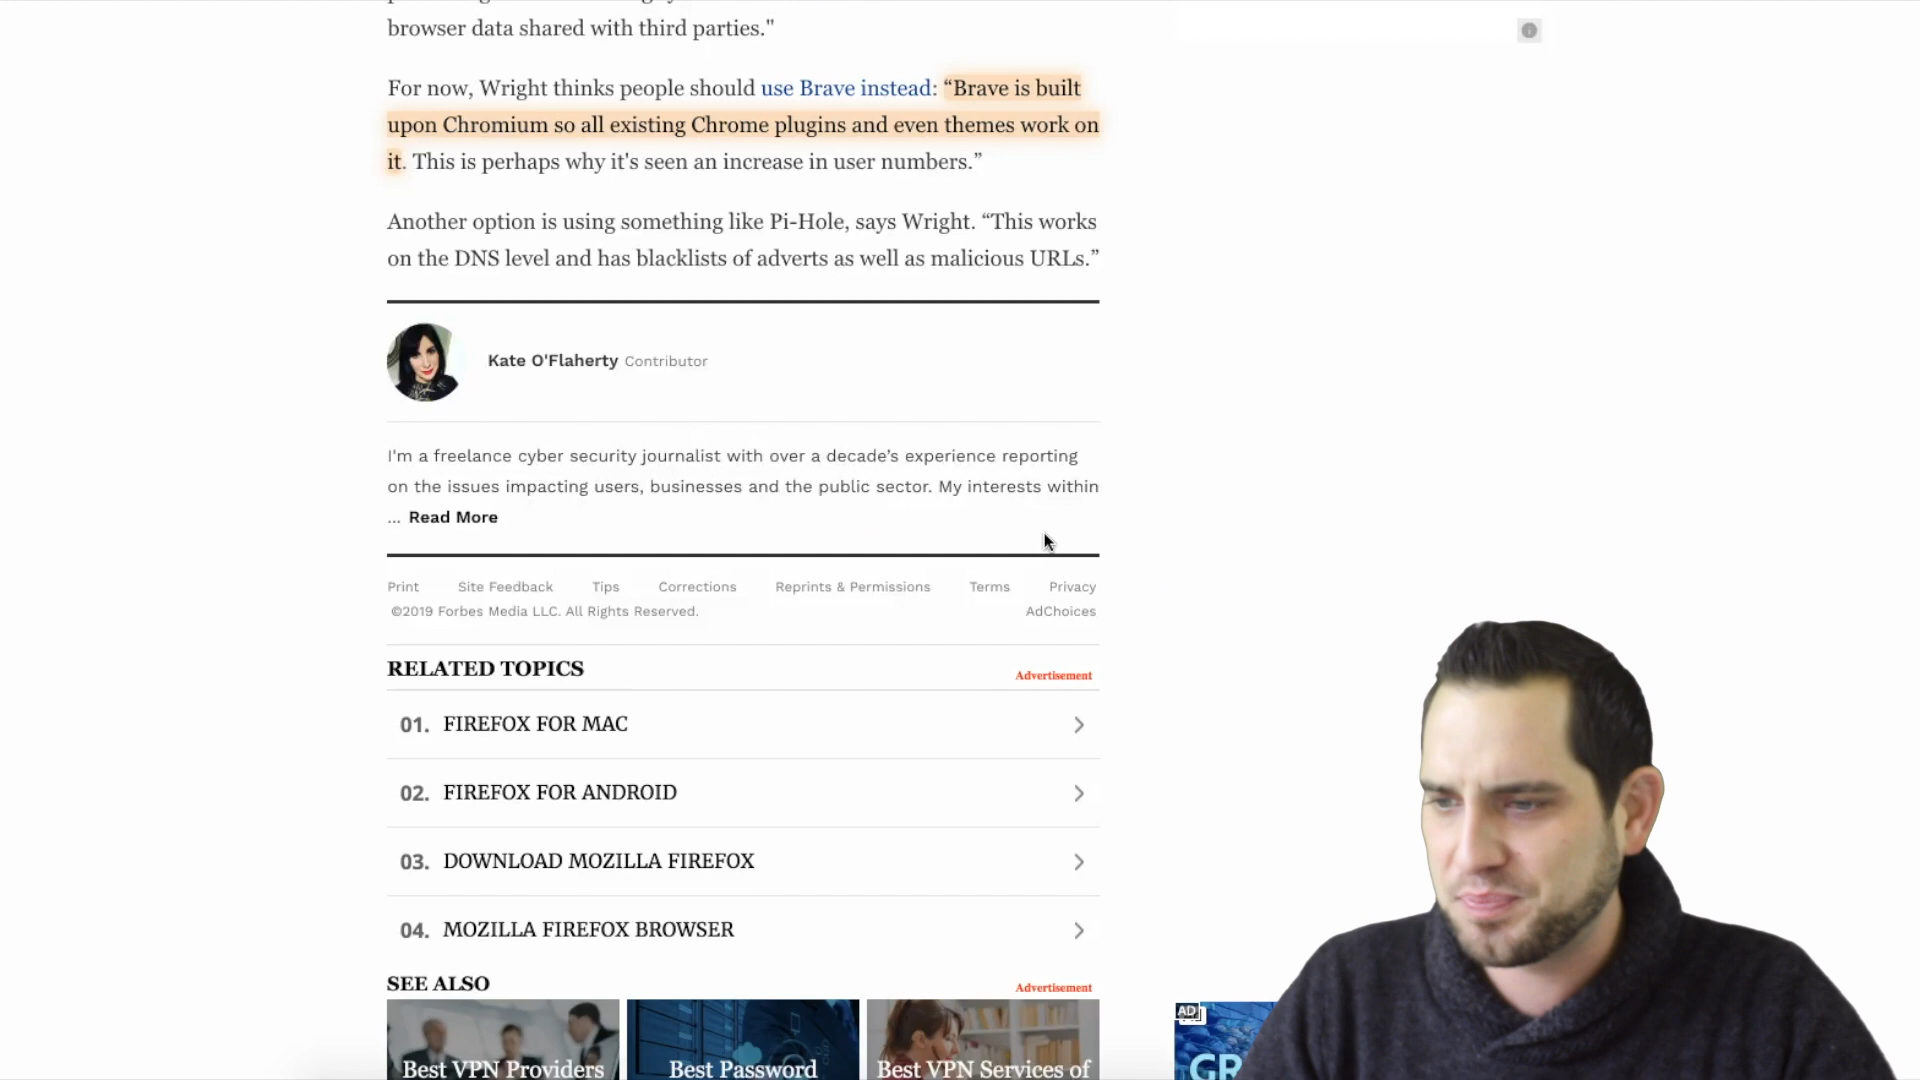 browser data shared with third parties."
For now, Wright thinks people should use Brave instead: “Brave is built
upon Chromium so all existing Chrome plugins and even themes work on
it. This is perhaps why it's seen an increase in user numbers.”
Another option is using something like Pi-Hole, says Wright. “This works
on the DNS level and has blacklists of adverts as well as malicious URLs.”
Kate O'Flaherty Contributor
I'm a freelance cyber security journalist with over a decade’s experience reporting
on the issues impacting users, businesses and the public sector. My interests within
... Read More
Print Site Feedback Tips Corrections Reprints & Permissions Terms Privacy
©2019 Forbes Media LLC. All Rights Reserved. AdChoices
RELATED TOPICS Advertisement
01. FIREFOX FOR MAC
02. FIREFOX FOR ANDROID
03. DOWNLOAD MOZILLA FIREFOX
04. MOZILLA FIREFOX BROWSER
SEE ALSO Advertisement
Best VPN Providers
Best Password
Best VPN Services of
AD
GR